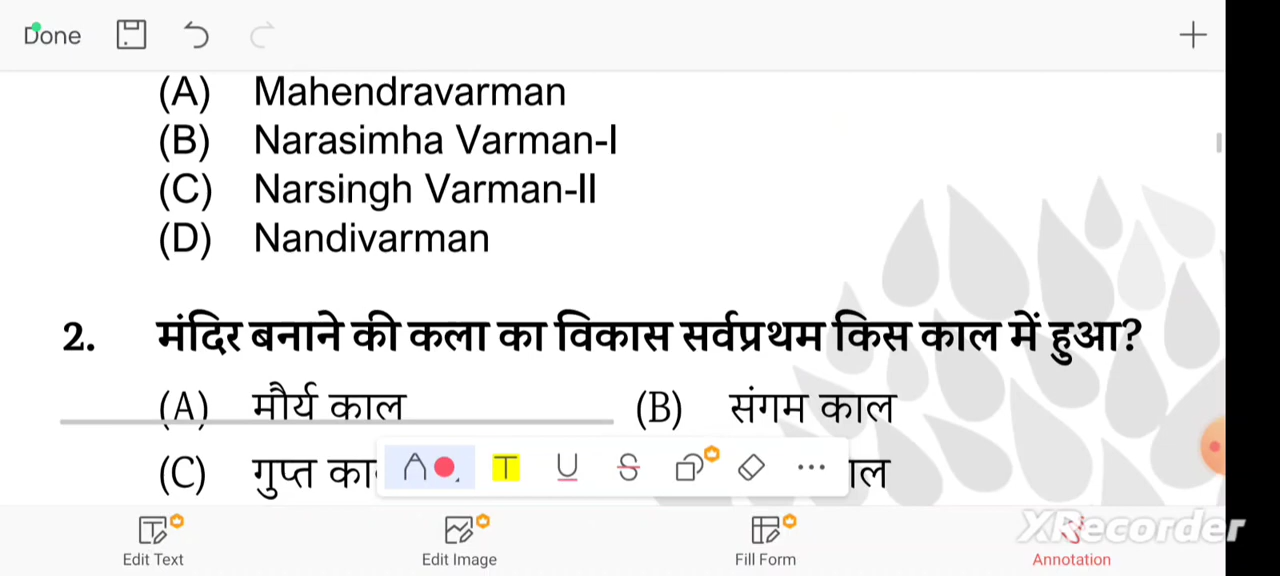 Done
(A) Mahendravarman
(B) Narasimha Varman-I
(C) Narsingh Varman-II
(D) Nandivarman
2. मंदिर बनाने की कला का विकास सर्वप्रथम किस काल में हुआ?
(A) मौर्य काल (B) संगम काल
(C) गुप्त
XRecorder
Edit Text Edit Image Fill Form Annotation